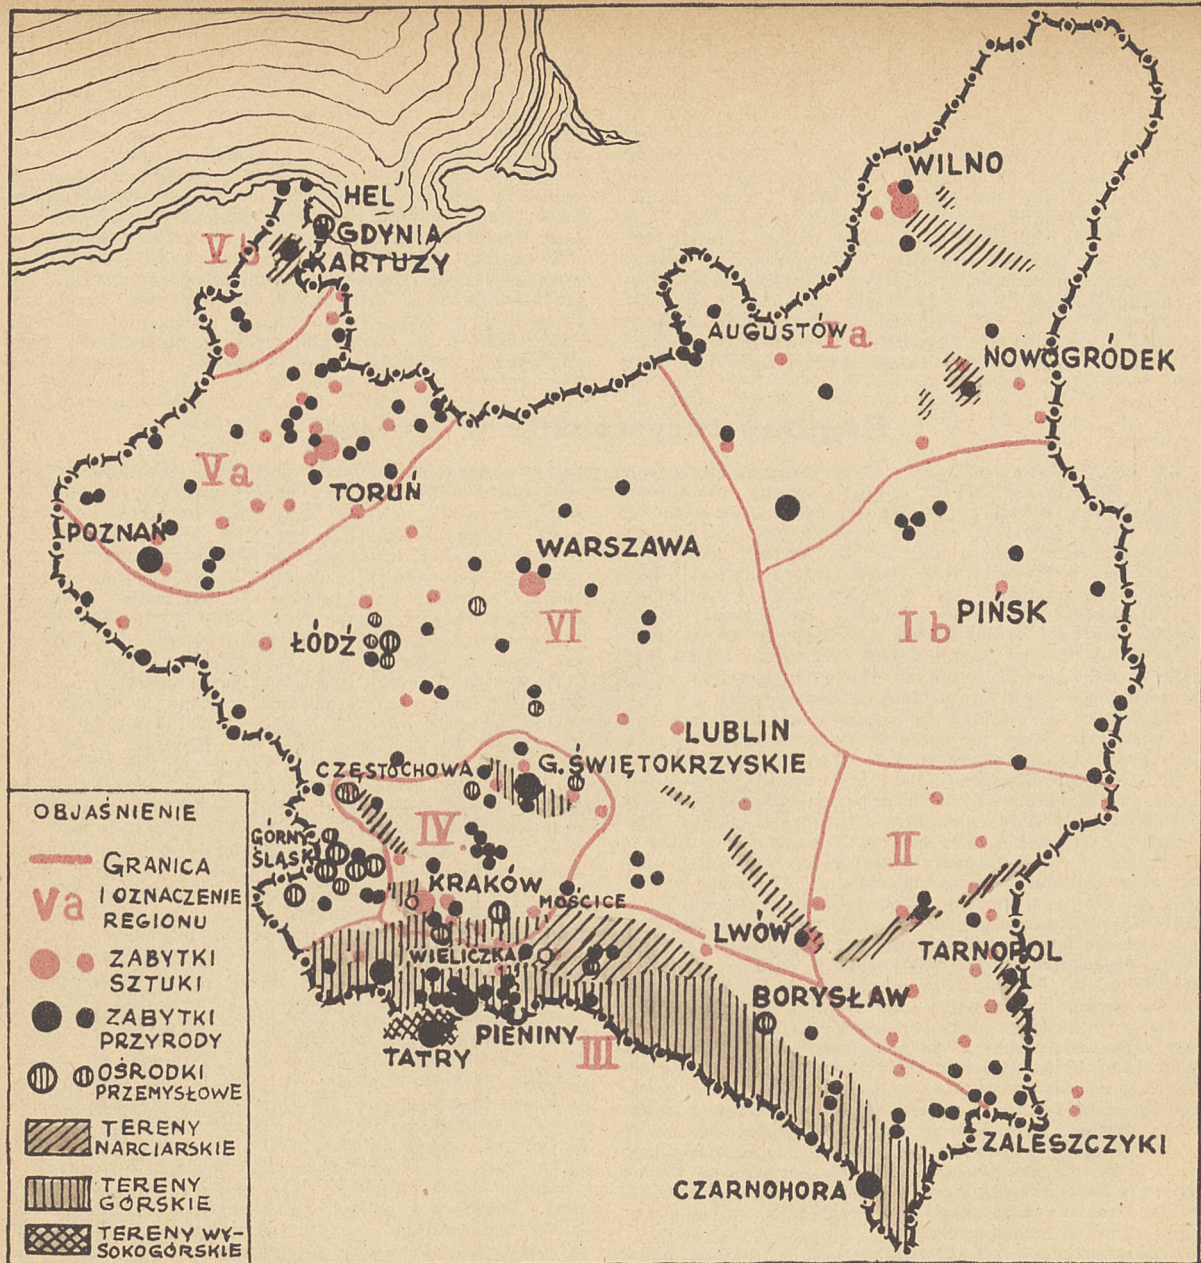 WILNO
HEL
GDYNIA
KARTUZY
Vb
AUGUSTÓW
Ia
NOWOGRÓDEK
Va
TORUŃ
POZNAŃ
WARSZAWA
VI
ŁÓDŹ
Ib
PIŃSK
LUBLIN
G. ŚWIĘTOKRZYSKIE
CZĘSTOCHOWA
IV.
II
GÓRNY
ŚLĄSK
KRAKÓW
MOŚCICE
LWÓW
TARNOPOL
WIELICZKA
BORYSŁAW
PIENINY
TATRY
III
ZALESZCZYKI
CZARNOHORA
OBJAŚNIENIE
GRANICA
Va I OZNACZENIE
REGIONU
ZABYTKI
SZTUKI
ZABYTKI
PRZYRODY
OŚRODKI
PRZEMYSŁOWE
TERENY
NARCIARSKIE
TERENY
GÓRSKIE
TERENY WY-
SOKOGÓRSKIE